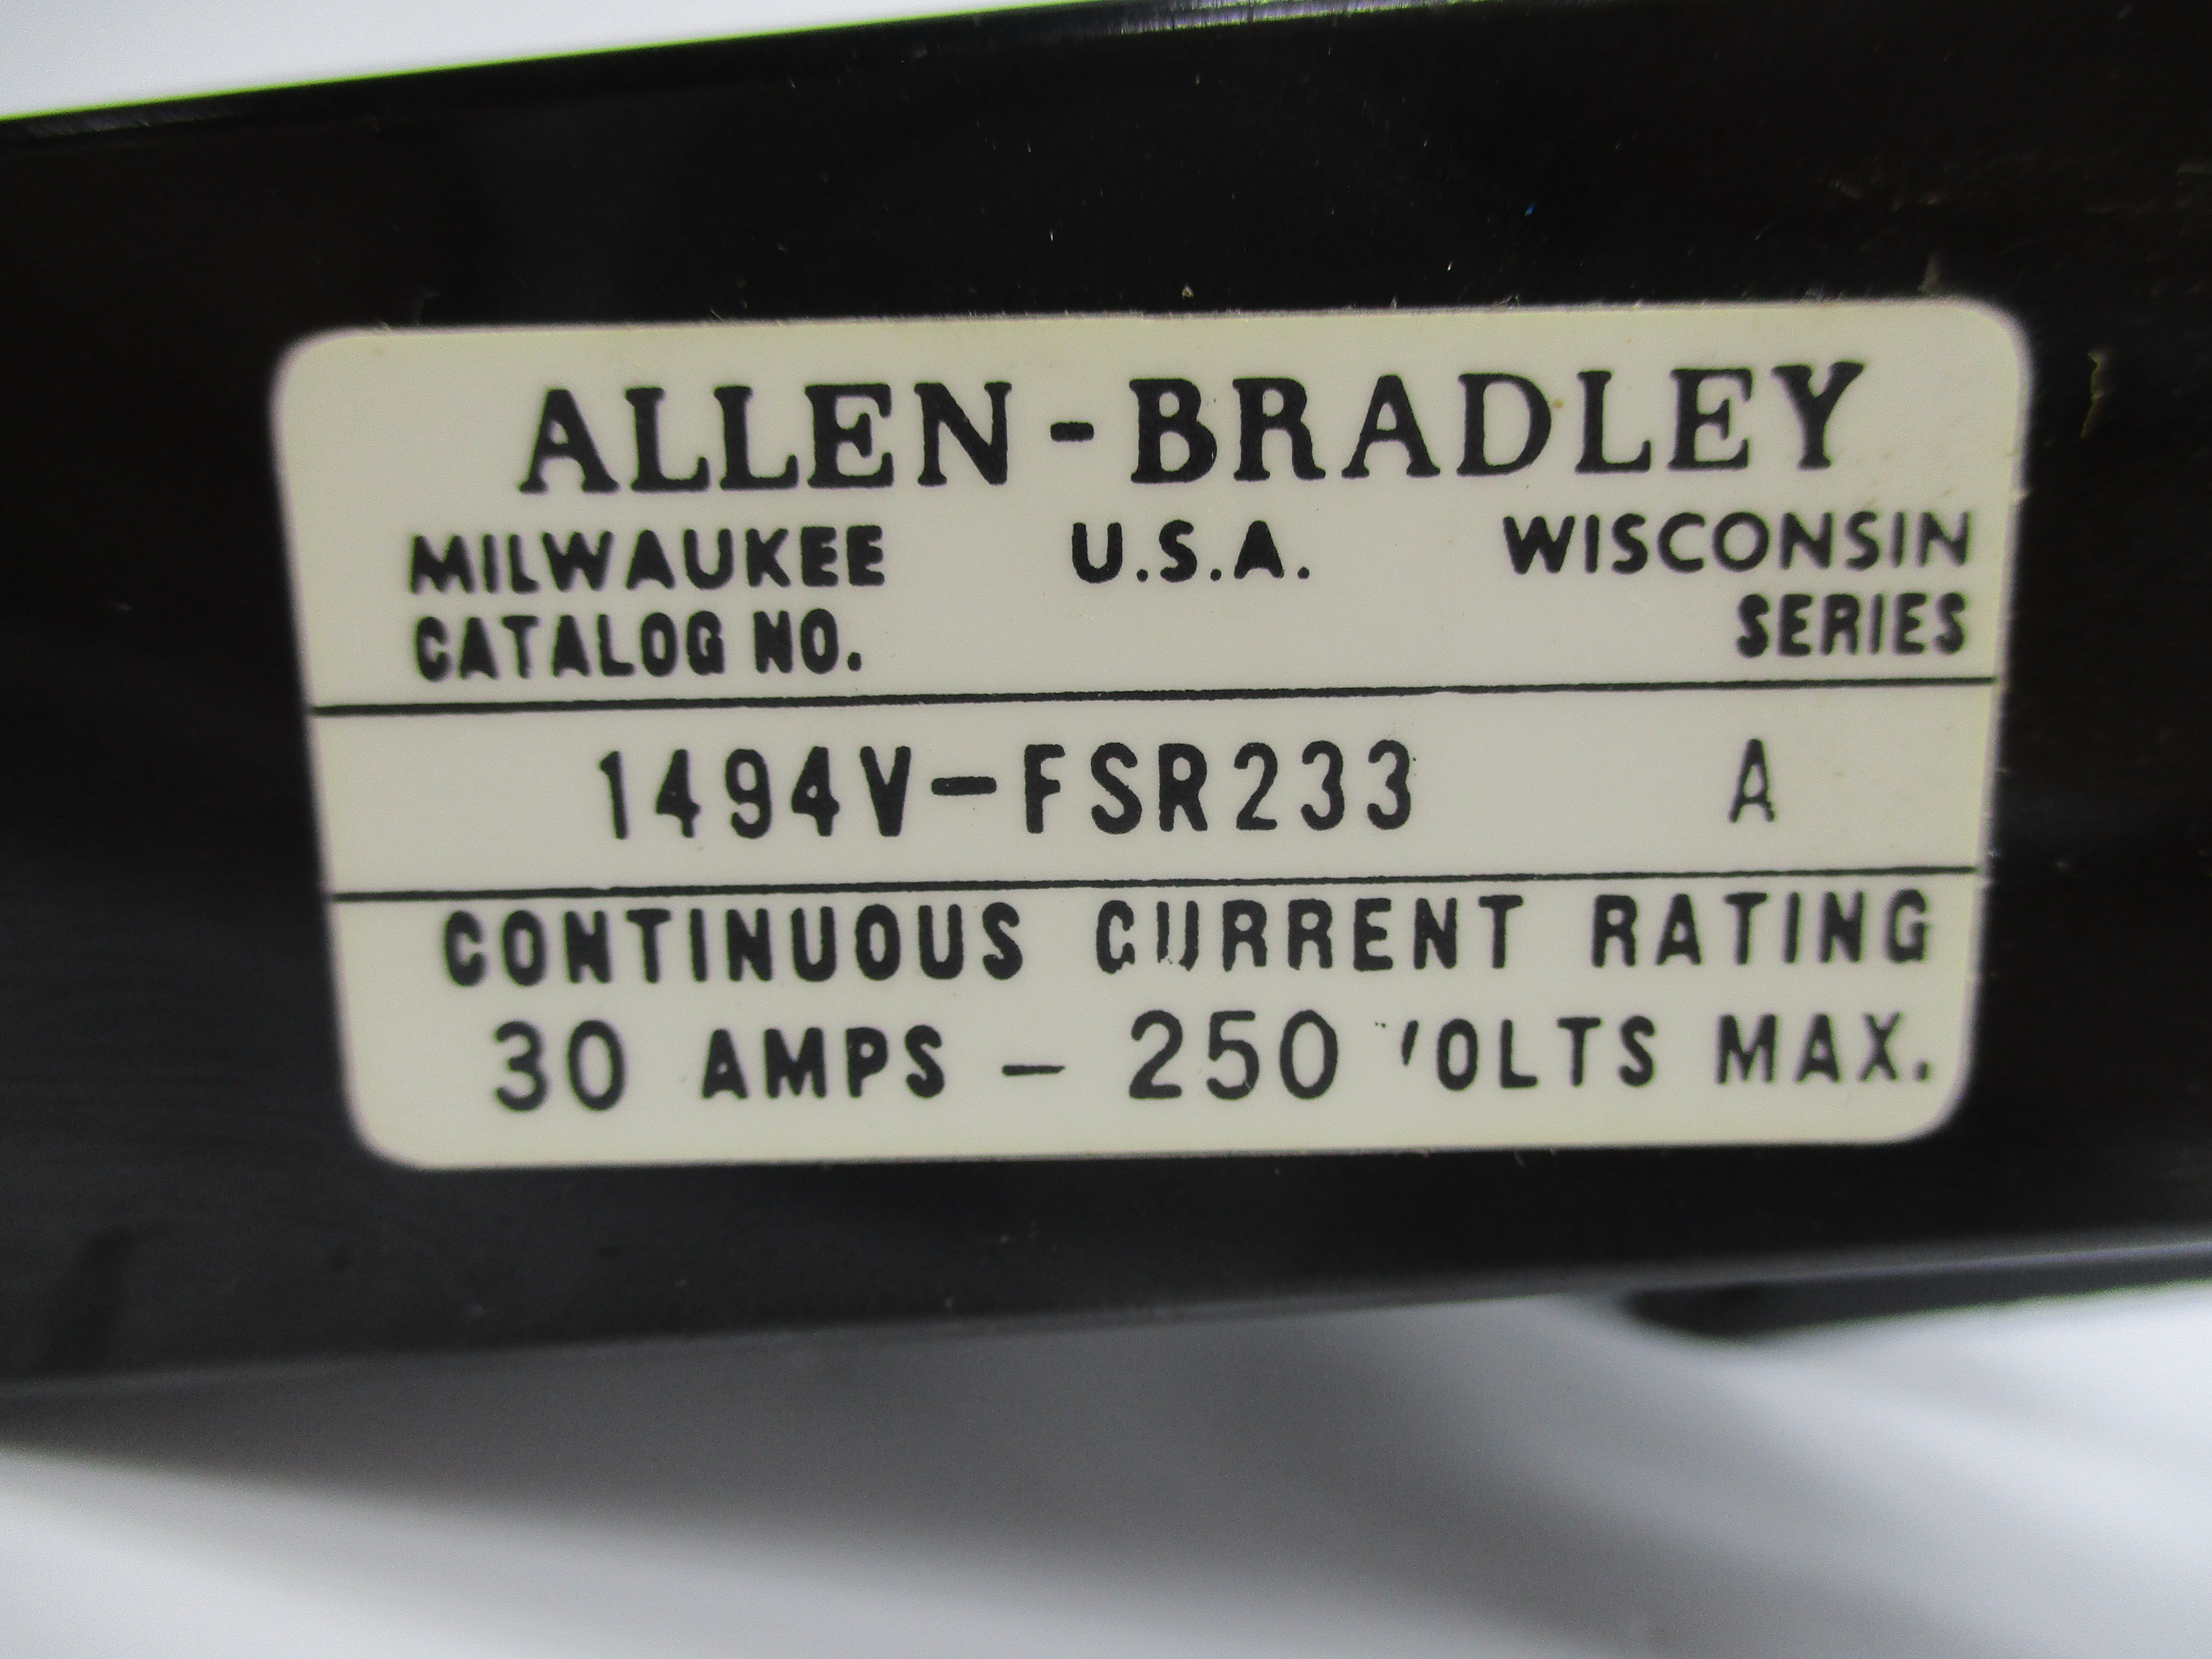 ALLEN-BRADLEY
MILWAUKEE U.S.A. WISCONSIN
CATALOG NO. SERIES
1494V-FSR233 A
CONTINUOUS CURRENT RATING
30 AMPS - 250 VOLTS MAX.